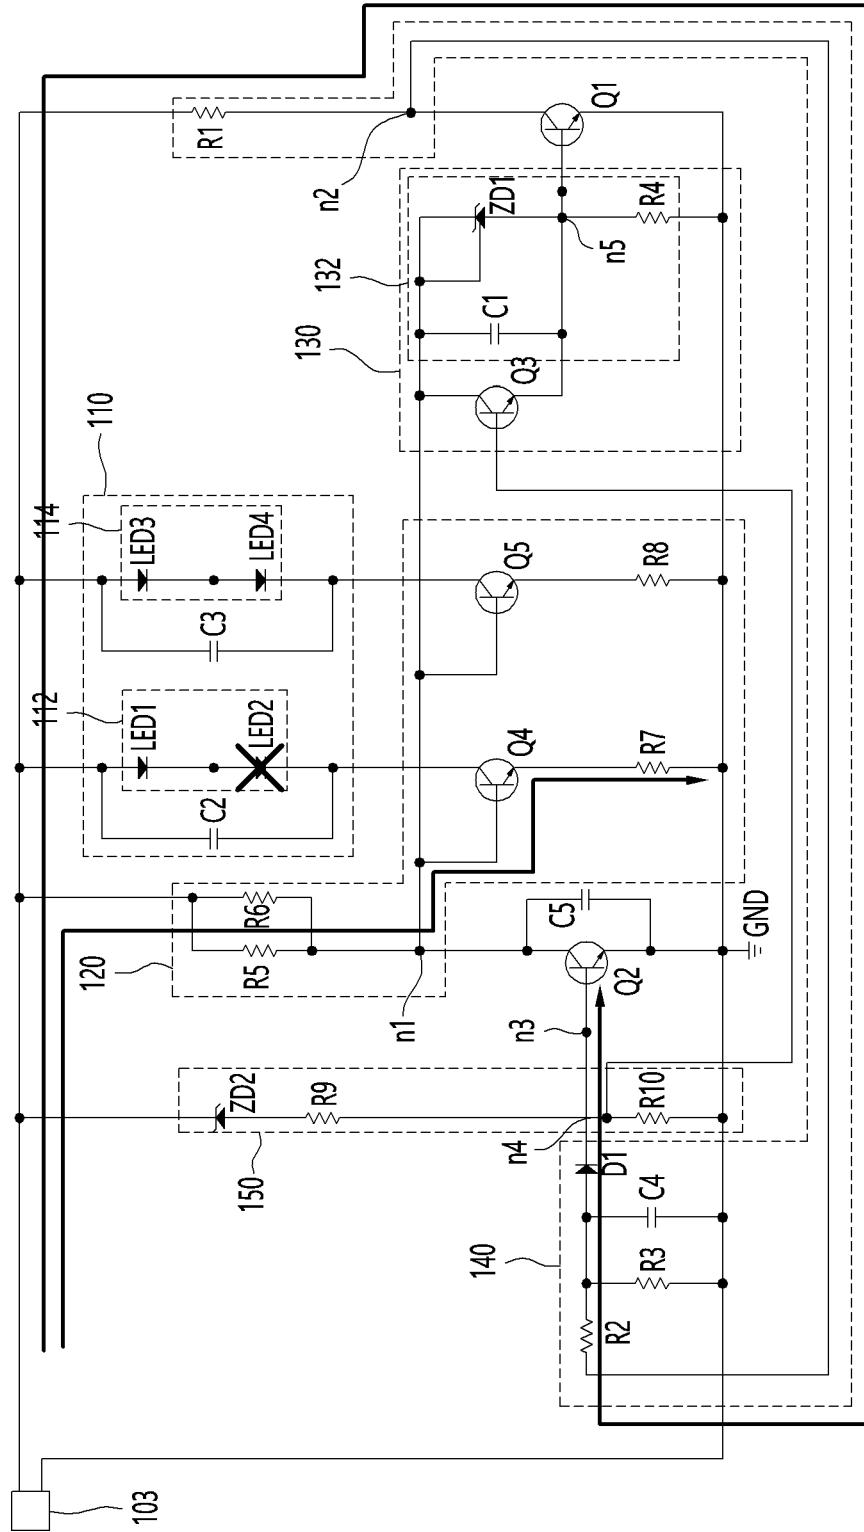 103
150
ZD2
R9
n4
R10
140
D1
R2
R3
C4
120
R5
R6
n1
n3
C5
Q2
GND
112
LED1
LED2
C2
Q4
R7
114
110
LED3
LED4
C3
Q5
R8
130
132
Q3
C1
ZD1
n5
R4
R1
n2
Q1